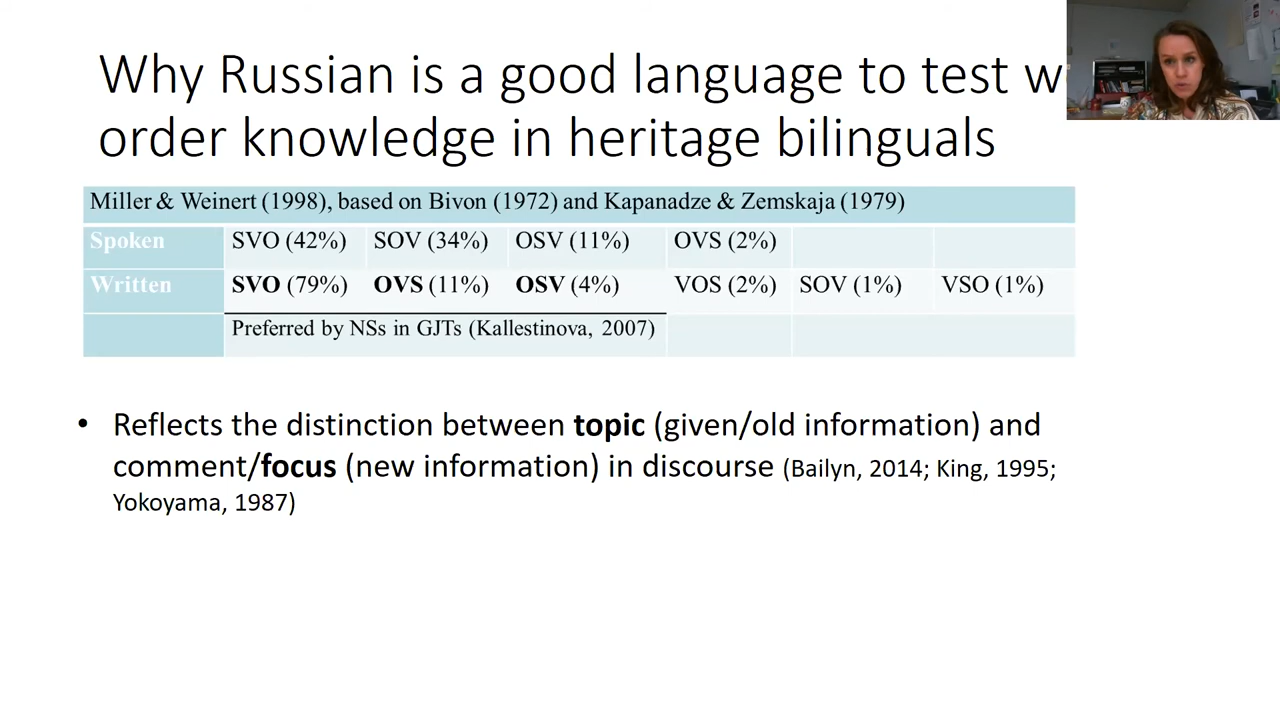 Why Russian is a good language to test
order knowledge in heritage bilinguals
Miller & Weinert (1998), based on Bivon (1972) and Kapanadze & Zemskaja (1979)
Spoken SVO (42%) SOV (34%) OSV (11%) OVS (2%)
Written SVO (79%) OVS (11%) OSV (4%) VOS (2%) SOV (1%) VSO (1%)
Preferred by NSs in GJTs (Kallestinova, 2007)
• Reflects the distinction between topic (given/old information) and
comment/focus (new information) in discourse (Bailyn, 2014; King, 1995;
Yokoyama, 1987)